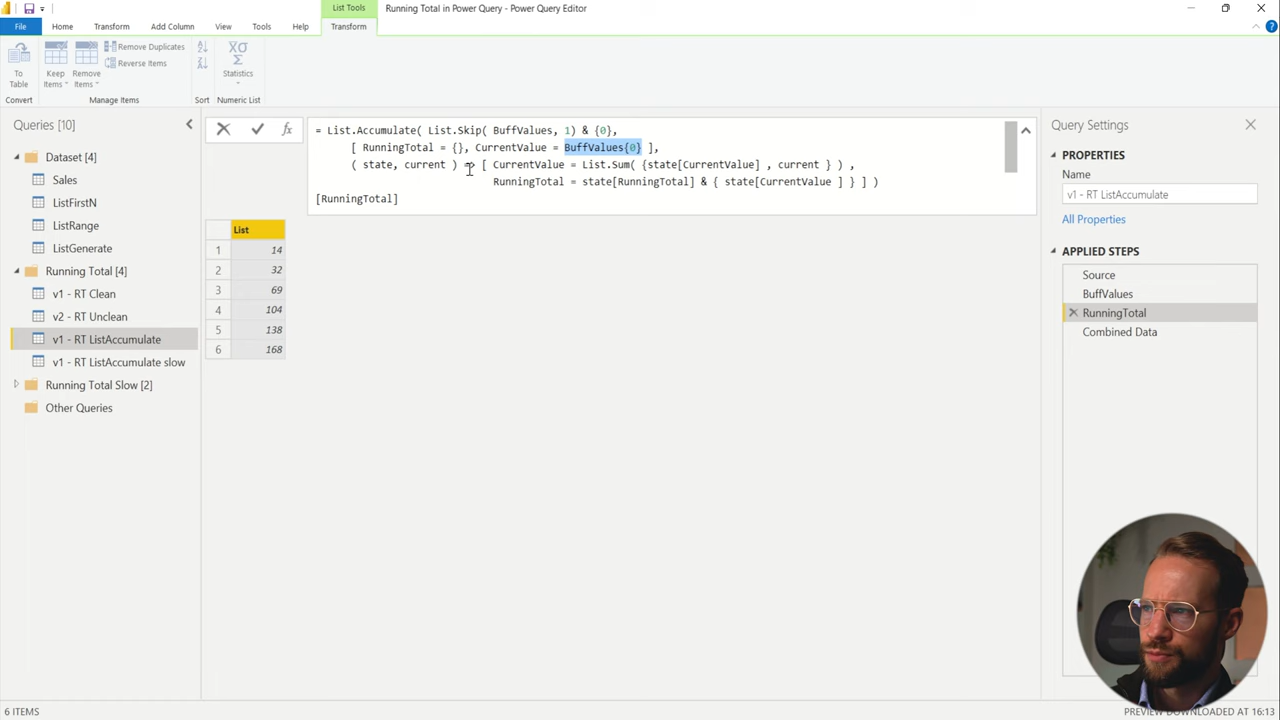 List Tools
Running Total in Power Query - Power Query Editor
File
Home
Transform
Add Column
View
Tools
Help
Transform
To Table
Keep Items
Remove Items
Remove Duplicates
Reverse Items
Statistics
Convert
Manage Items
Sort
Numeric List
Queries [10]
Dataset [4]
Sales
ListFirstN
ListRange
ListGenerate
Running Total [4]
v1 - RT Clean
v2 - RT Unclean
v1 - RT ListAccumulate
v1 - RT ListAccumulate slow
Running Total Slow [2]
Other Queries
= List.Accumulate( List.Skip( BuffValues, 1) & {0},
[ RunningTotal = {}, CurrentValue = BuffValues{0} ],
( state, current ) => [ CurrentValue = List.Sum( {state[CurrentValue] , current } ) ,
RunningTotal = state[RunningTotal] & { state[CurrentValue ] } ] )
[RunningTotal]
List
1 14
2 32
3 69
4 104
5 138
6 168
Query Settings
PROPERTIES
Name
v1 - RT ListAccumulate
All Properties
APPLIED STEPS
Source
BuffValues
RunningTotal
Combined Data
6 ITEMS
PREVIEW DOWNLOADED AT 16:13